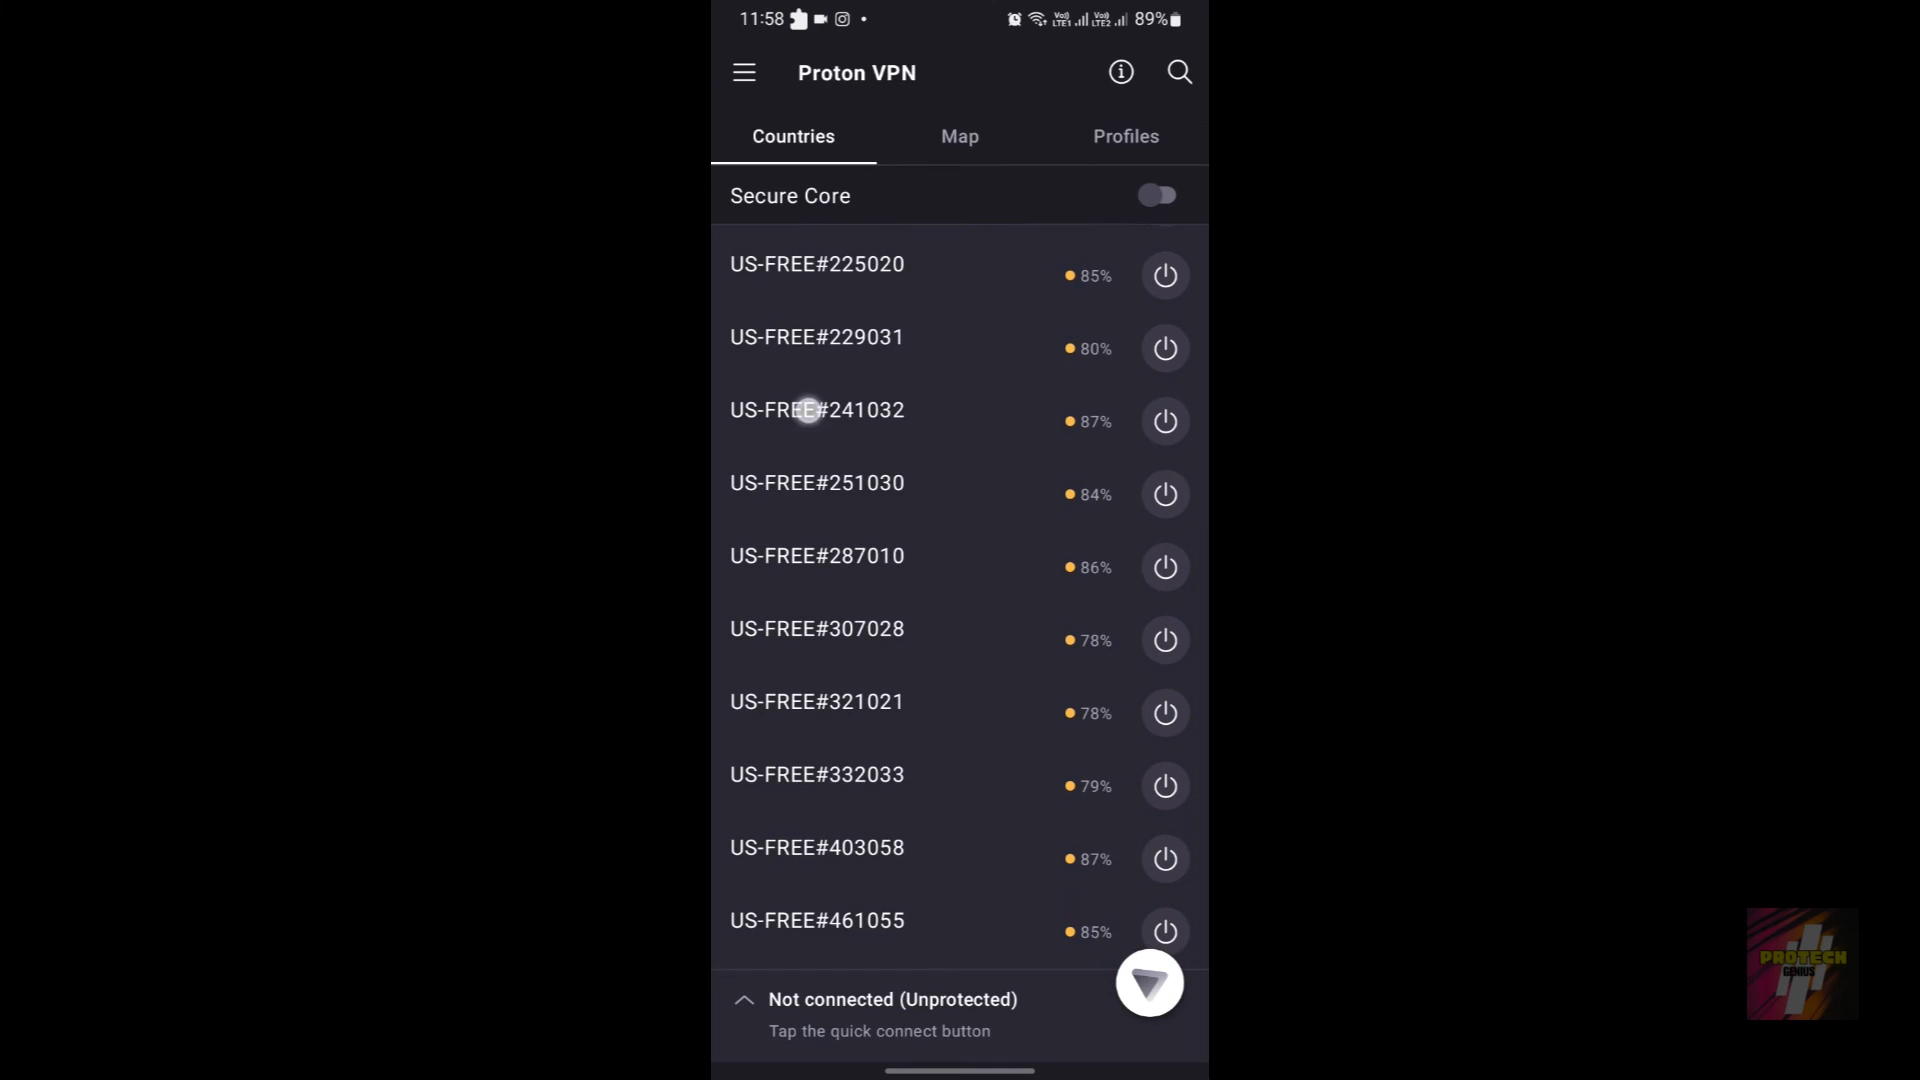 11:58 VoLTE1 VoLTE2 89%
Proton VPN
Countries Map Profiles
Secure Core
US-FREE#225020 85%
US-FREE#229031 80%
US-FREE#241032 87%
US-FREE#251030 84%
US-FREE#287010 86%
US-FREE#307028 78%
US-FREE#321021 78%
US-FREE#332033 79%
US-FREE#403058 87%
US-FREE#461055 85%
Not connected (Unprotected)
Tap the quick connect button
PROTECH
GENIUS